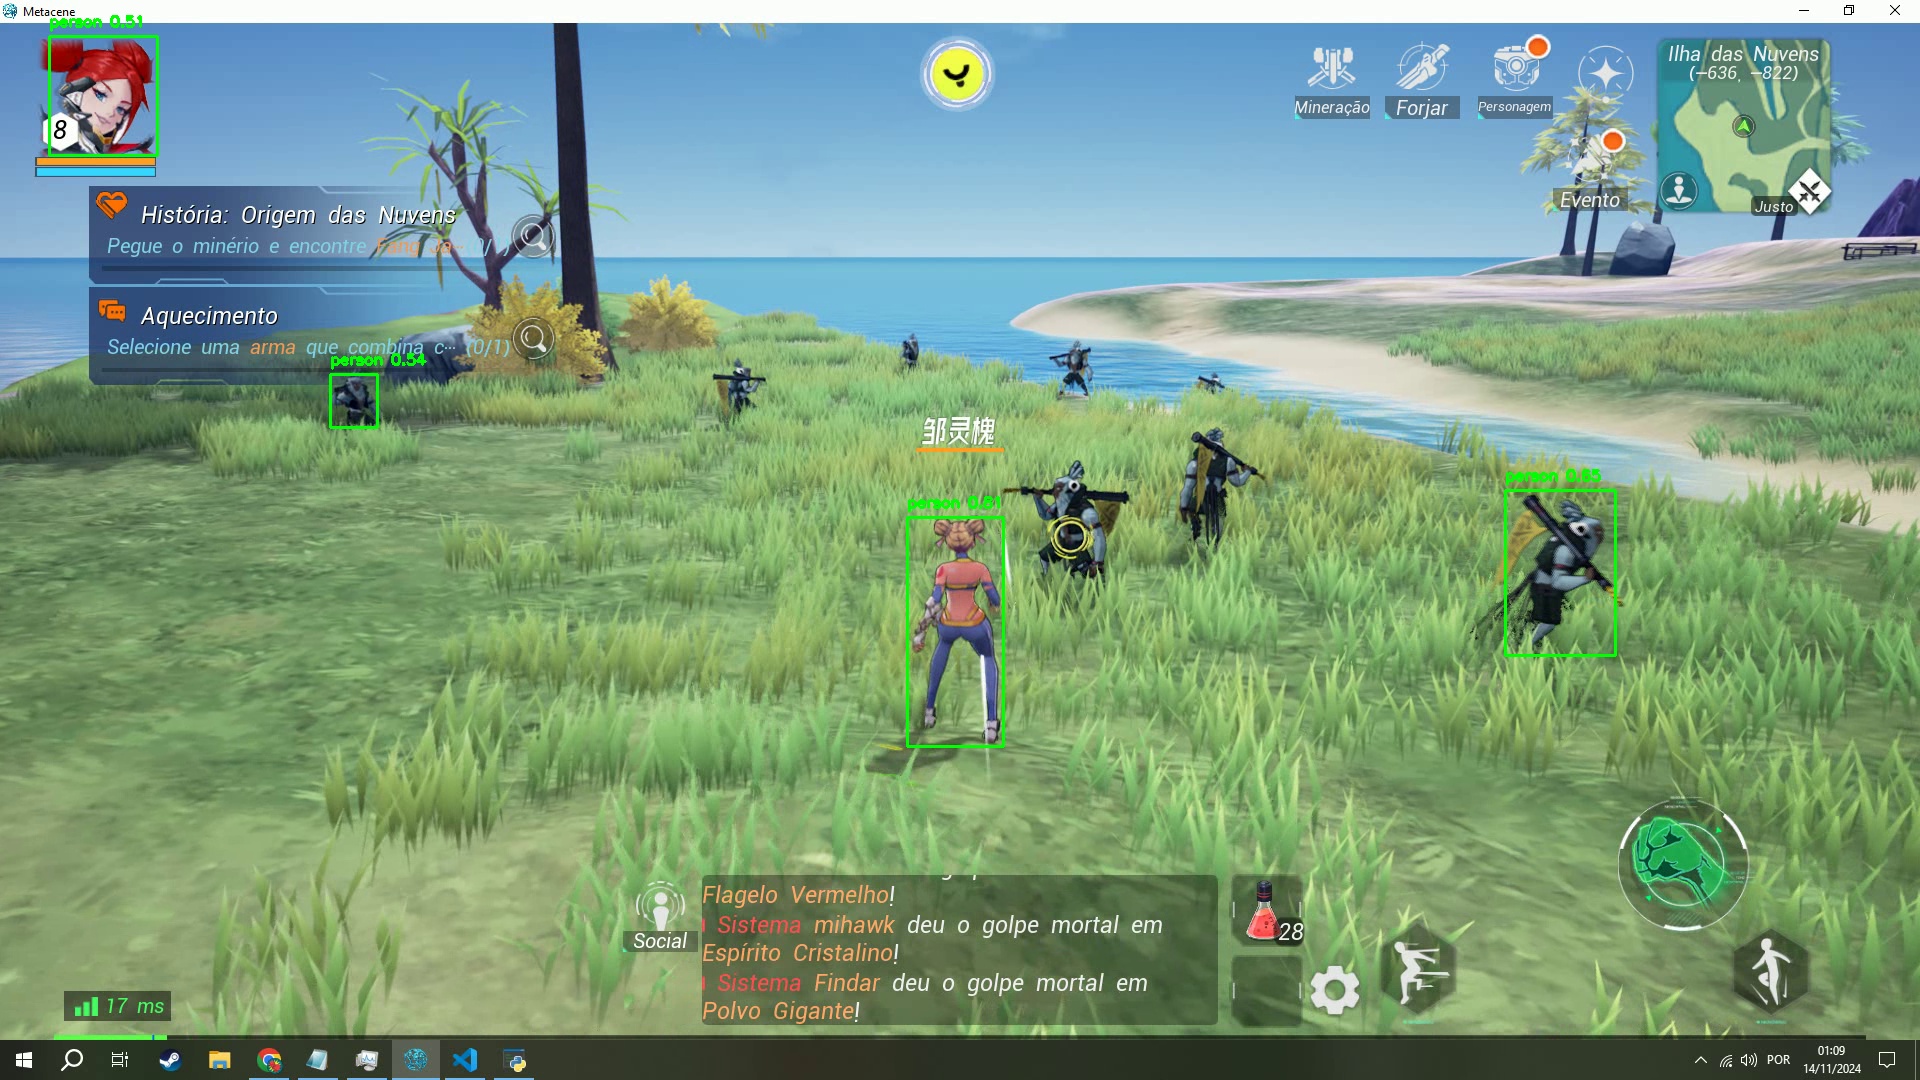 Metacene
person 0.51
8
História: Origem das Nuvens
Pegue o minério e encontre
Aquecimento
Selecione uma arma que combina c… (0/1)
person 0.54
Mineração
Forjar
Personagem
Evento
Ilha das Nuvens
(-636, -822)
Justo
邹灵槐
person 0.81
person 0.65
Social
Flagelo Vermelho!
Sistema mihawk deu o golpe mortal em
Espírito Cristalino!
Sistema Findar deu o golpe mortal em
Polvo Gigante!
28
17 ms
POR
01:09
14/11/2024